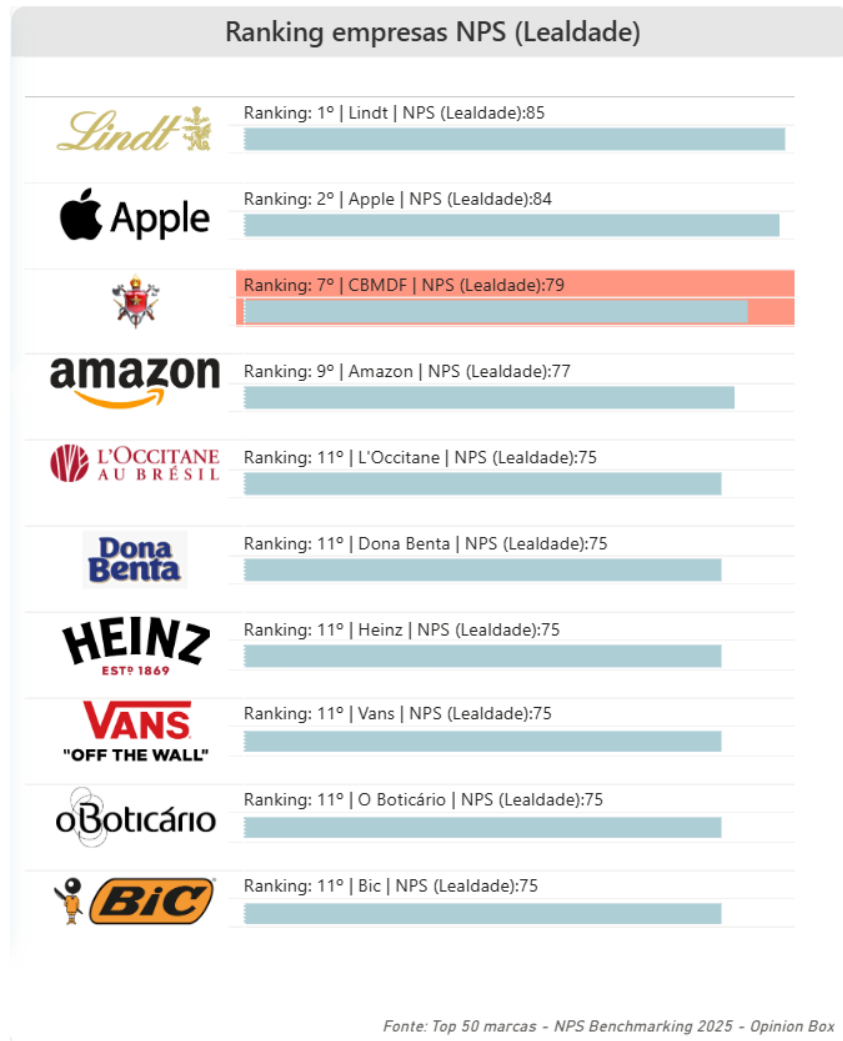 Ranking empresas NPS (Lealdade)
Lindt
Ranking: 1º | Lindt | NPS (Lealdade):85
Apple
Ranking: 2º | Apple | NPS (Lealdade):84
Ranking: 7º | CBMDF | NPS (Lealdade):79
amazon
Ranking: 9º | Amazon | NPS (Lealdade):77
L'OCCITANE
AU BRÉSIL
Ranking: 11º | L'Occitane | NPS (Lealdade):75
Dona
Benta
Ranking: 11º | Dona Benta | NPS (Lealdade):75
HEINZ
ESTD 1869
Ranking: 11º | Heinz | NPS (Lealdade):75
VANS
"OFF THE WALL"
Ranking: 11º | Vans | NPS (Lealdade):75
oBoticário
Ranking: 11º | O Boticário | NPS (Lealdade):75
BiC
Ranking: 11º | Bic | NPS (Lealdade):75
Fonte: Top 50 marcas - NPS Benchmarking 2025 - Opinion Box